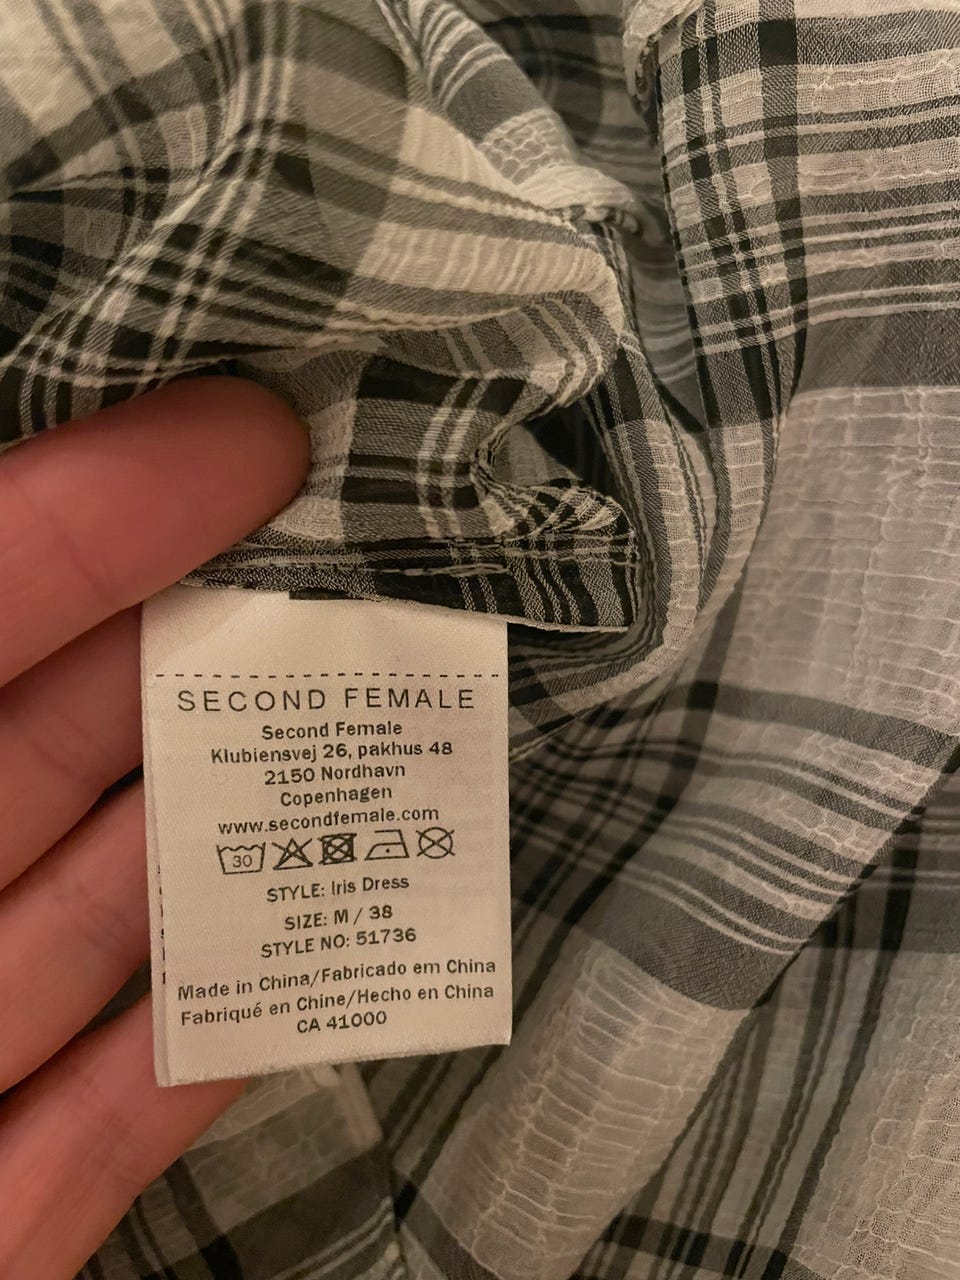 SECOND FEMALE
Second Female
Klubiensvej 26, pakhus 48
2150 Nordhavn
Copenhagen
www.secondfemale.com
30
STYLE: Iris Dress
SIZE: M / 38
STYLE NO: 51736
Made in China/Fabricado em China
Fabriqué en Chine/Hecho en China
CA 41000